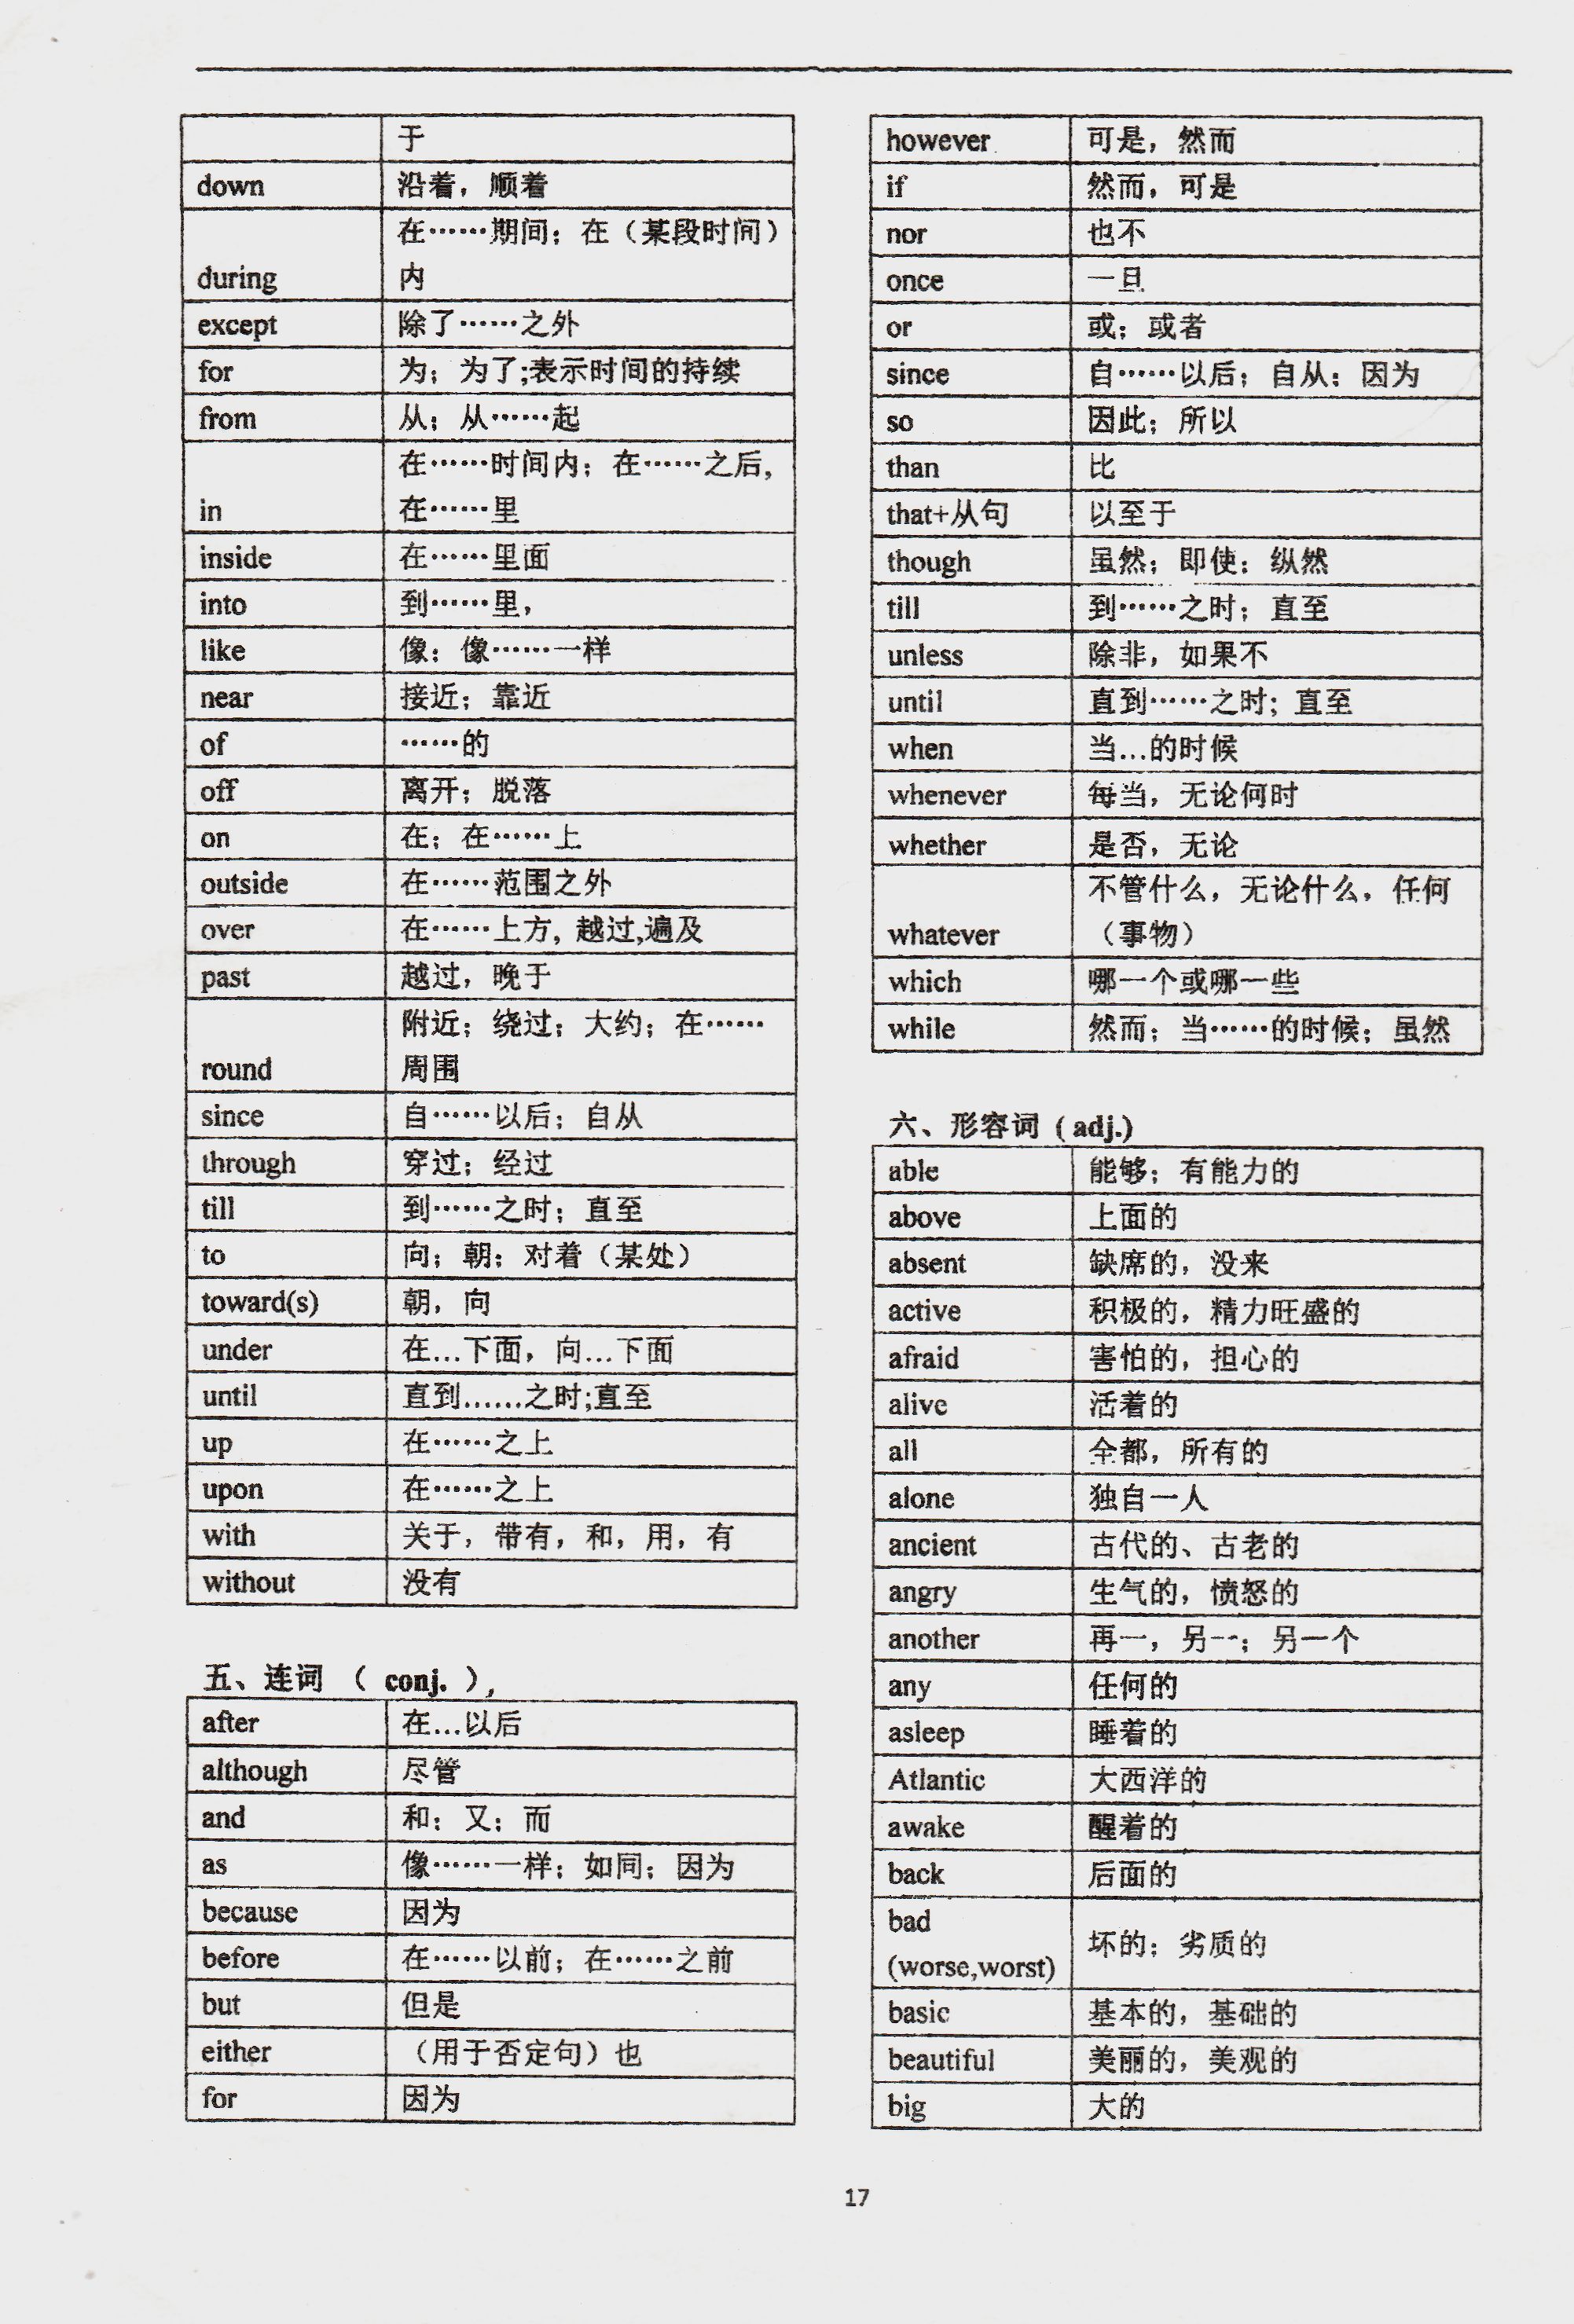 于
down 沿着，顺着
在……期间；在（某段时间）
during 内
except 除了……之外
for 为；为了;表示时间的持续
from 从；从……起
在……时间内；在……之后,
in 在……里
inside 在……里面
into 到……里，
like 像；像……一样
near 接近；靠近
of ……的
off 离开；脱落
on 在；在……上
outside 在……范围之外
over 在……上方, 越过,遍及
past 越过，晚于
附近；绕过；大约；在……
round 周围
since 自……以后；自从
through 穿过；经过
till 到……之时；直至
to 向；朝；对着（某处）
toward(s) 朝，向
under 在…下面，向…下面
until 直到……之时;直至
up 在……之上
upon 在……之上
with 关于，带有，和，用，有
without 没有
五、连词 （ conj. ）,
after 在…以后
although 尽管
and 和；又；而
as 像……一样；如同；因为
because 因为
before 在……以前；在……之前
but 但是
either （用于否定句）也
for 因为
however 可是，然而
if 然而，可是
nor 也不
once 一旦
or 或；或者
since 自……以后；自从；因为
so 因此；所以
than 比
that+从句 以至于
though 虽然；即使；纵然
till 到……之时；直至
unless 除非，如果不
until 直到……之时；直至
when 当…的时候
whenever 每当，无论何时
whether 是否，无论
不管什么，无论什么，任何
whatever （事物）
which 哪一个或哪一些
while 然而；当……的时候；虽然
六、形容词 ( adj.)
able 能够；有能力的
above 上面的
absent 缺席的，没来
active 积极的，精力旺盛的
afraid 害怕的，担心的
alive 活着的
all 全都，所有的
alone 独自一人
ancient 古代的、古老的
angry 生气的，愤怒的
another 再一，另一；另一个
any 任何的
asleep 睡着的
Atlantic 大西洋的
awake 醒着的
back 后面的
bad
(worse,worst) 坏的；劣质的
basic 基本的，基础的
beautiful 美丽的，美观的
big 大的
17